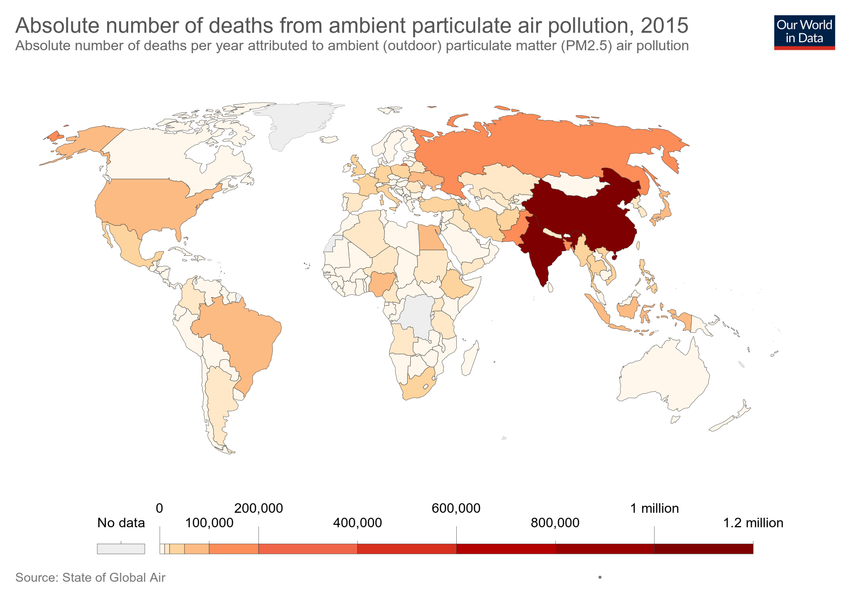 Absolute number of deaths from ambient particulate air pollution, 2015
Absolute number of deaths per year attributed to ambient (outdoor) particulate matter (PM2.5) air pollution
Our World
in Data
No data
0
100,000
200,000
400,000
600,000
800,000
1 million
1.2 million
Source: State of Global Air